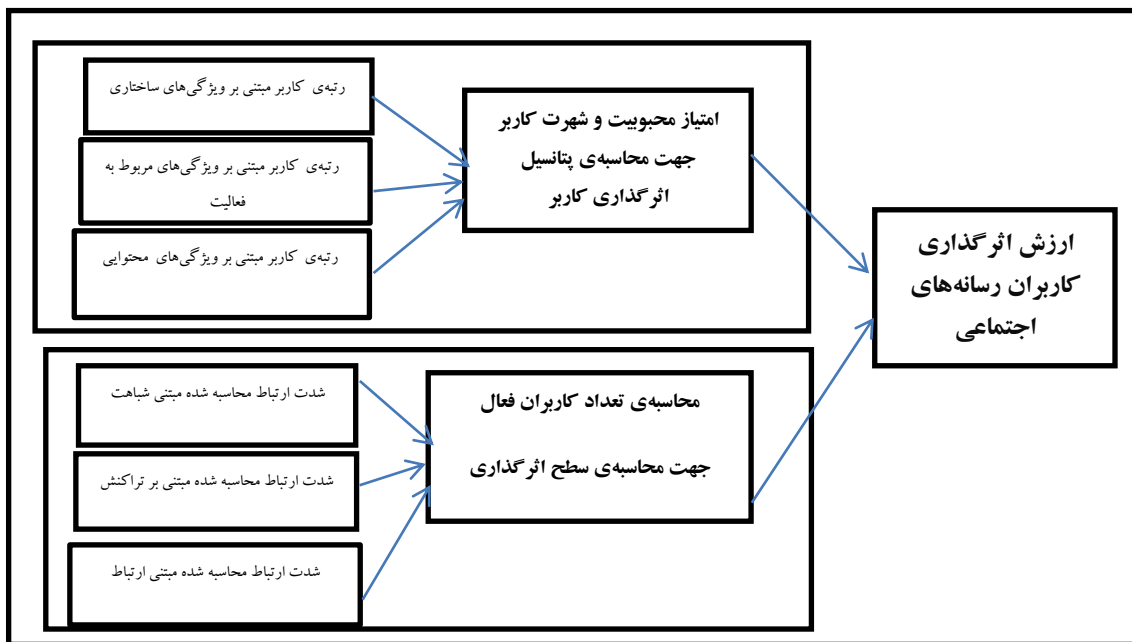 رتبه‌ی کاربر مبتنی بر ویژگی‌های ساختاری
رتبه‌ی کاربر مبتنی بر ویژگی‌های مربوط به
فعالیت
رتبه‌ی کاربر مبتنی بر ویژگی‌های محتوایی
امتیاز محبوبیت و شهرت کاربر
جهت محاسبه‌ی پتانسیل
اثرگذاری کاربر
شدت ارتباط محاسبه شده مبتنی شباهت
شدت ارتباط محاسبه شده مبتنی بر تراکنش
شدت ارتباط محاسبه شده مبتنی ارتباط
محاسبه‌ی تعداد کاربران فعال
جهت محاسبه‌ی سطح اثرگذاری
ارزش اثرگذاری
کاربران رسانه‌های
اجتماعی